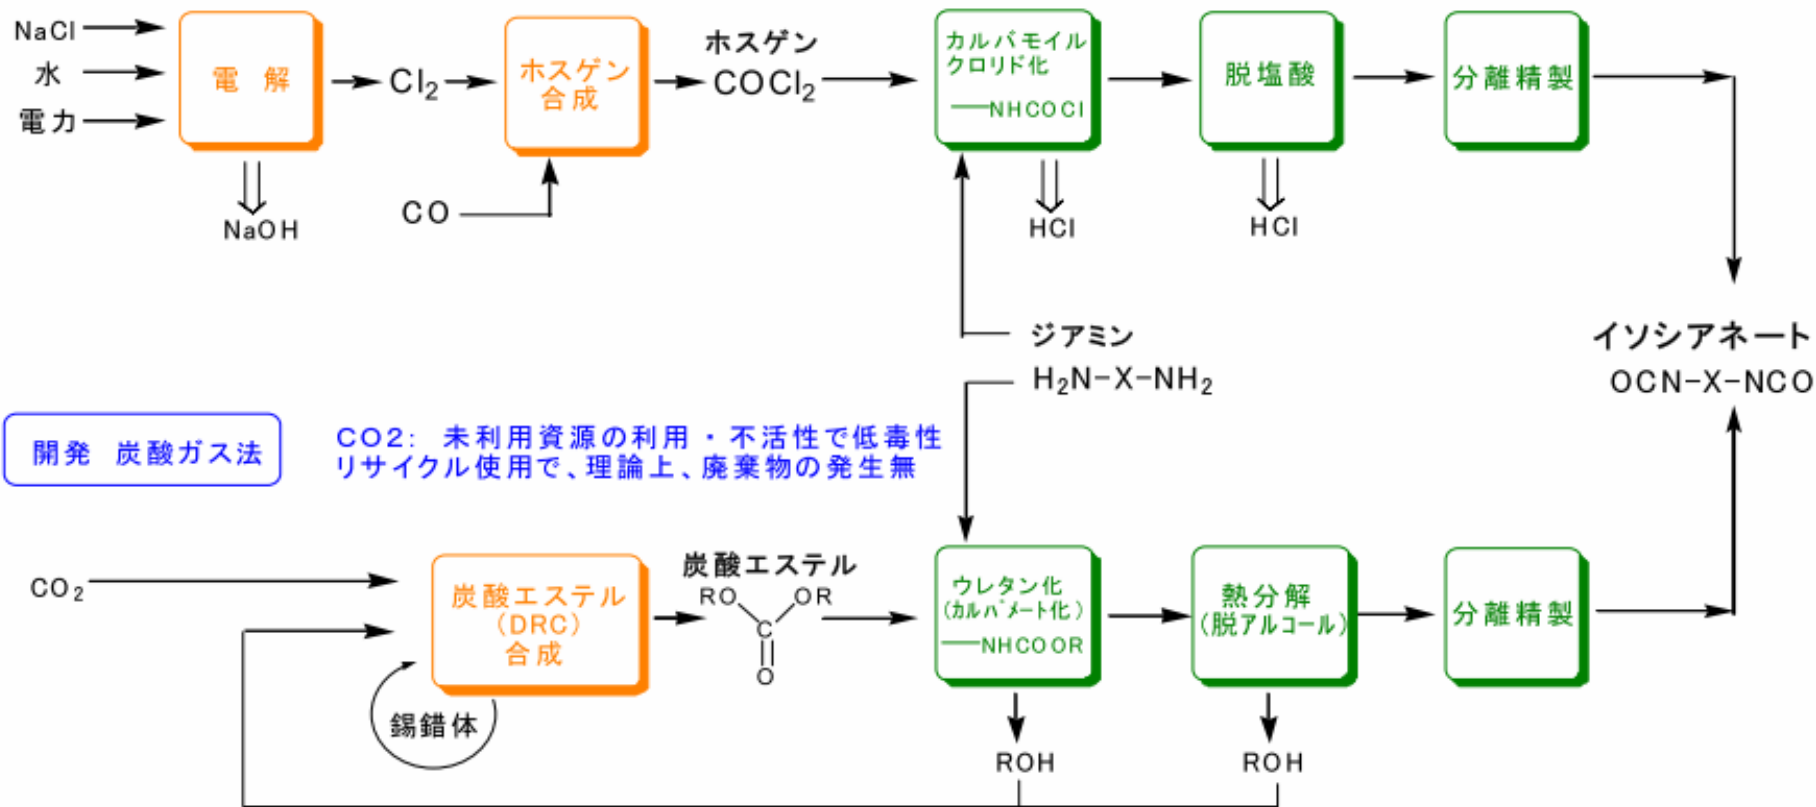 NaCl
水
電力
電 解
NaOH
Cl2
ホスゲン
合成
CO
ホスゲン
COCl2
カルバモイル
クロリド化
—NHCOCl
HCl
脱塩酸
HCl
分離精製
ジアミン
H2N-X-NH2
イソシアネート
OCN-X-NCO
開発 炭酸ガス法
CO2: 未利用資源の利用・不活性で低毒性
リサイクル使用で、理論上、廃棄物の発生無
CO2
炭酸エステル
(DRC)
合成
錫錯体
炭酸エステル
RO OR
C
O
ウレタン化
(カルバメート化)
—NHCOOR
ROH
熱分解
(脱アルコール)
ROH
分離精製